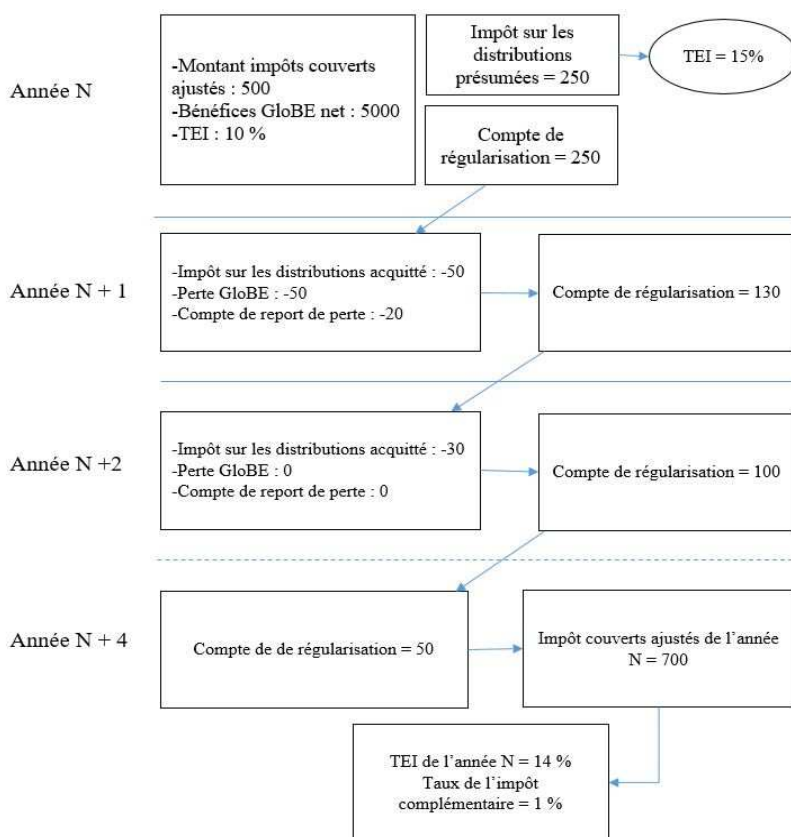 Année N
-Montant impôts couverts
ajustés : 500
-Bénéfices GloBE net : 5000
-TEI : 10 %
Impôt sur les
distributions
présumées = 250
TEI = 15%
Compte de
régularisation = 250
Année N + 1
-Impôt sur les distributions acquitté : -50
-Perte GloBE : -50
-Compte de report de perte : -20
Compte de régularisation = 130
Année N +2
-Impôt sur les distributions acquitté : -30
-Perte GloBE : 0
-Compte de report de perte : 0
Compte de régularisation = 100
Année N + 4
Compte de de régularisation = 50
Impôt couverts ajustés de l’année
N = 700
TEI de l’année N = 14 %
Taux de l’impôt
complémentaire = 1 %